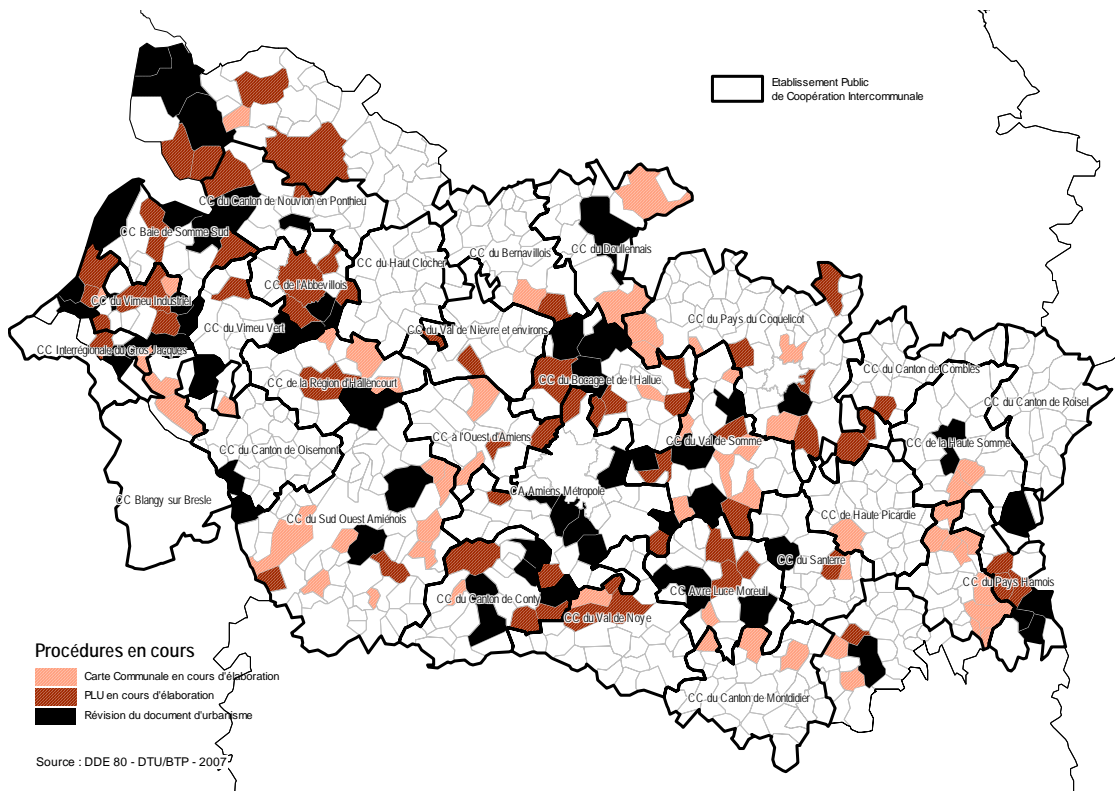 Etablissement Public
de Coopération Intercommunale
CC du Canton de Nouvion en Ponthieu
CC Baie de Somme Sud
CC du Bernavillois
CC du Doullennais
CC du Haut Clocher
CC de l'Abbevillois
CC du Vimeu Industriel
CC du Vimeu Vert
CC du Val de Nièvre et environs
CC du Pays du Coquelicot
CC Interrégionale du Gros Jacques
CC du Canton de Combles
CC de la Région d'Hallencourt
CC du Bocage et de l'Hallue
CC du Canton de Roisel
CC à l'Ouest d'Amiens
CC du Val de Somme
CC de la Haute Somme
CC du Canton de Oisemont
CC Blangy sur Bresle
CA Amiens Métropole
CC du Sud Ouest Amiénois
CC de Haute Picardie
CC du Santerre
CC du Pays Hamois
CC du Canton de Conty
CC Avre Luce Moreuil
CC du Val de Noye
CC du Canton de Montdidier
Procédures en cours
Carte Communale en cours d'élaboration
PLU en cours d'élaboration
Révision du document d'urbanisme
Source : DDE 80 - DTU/BTP - 2007